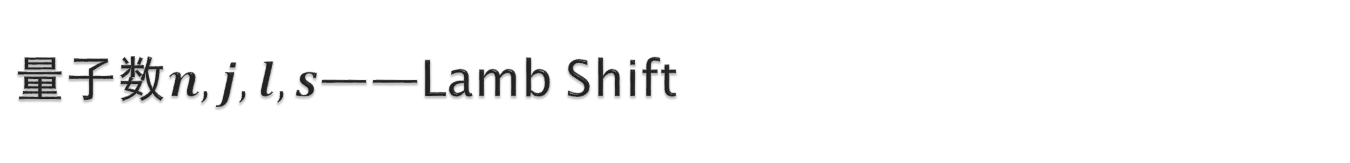 量子数n, j, l, s——Lamb Shift